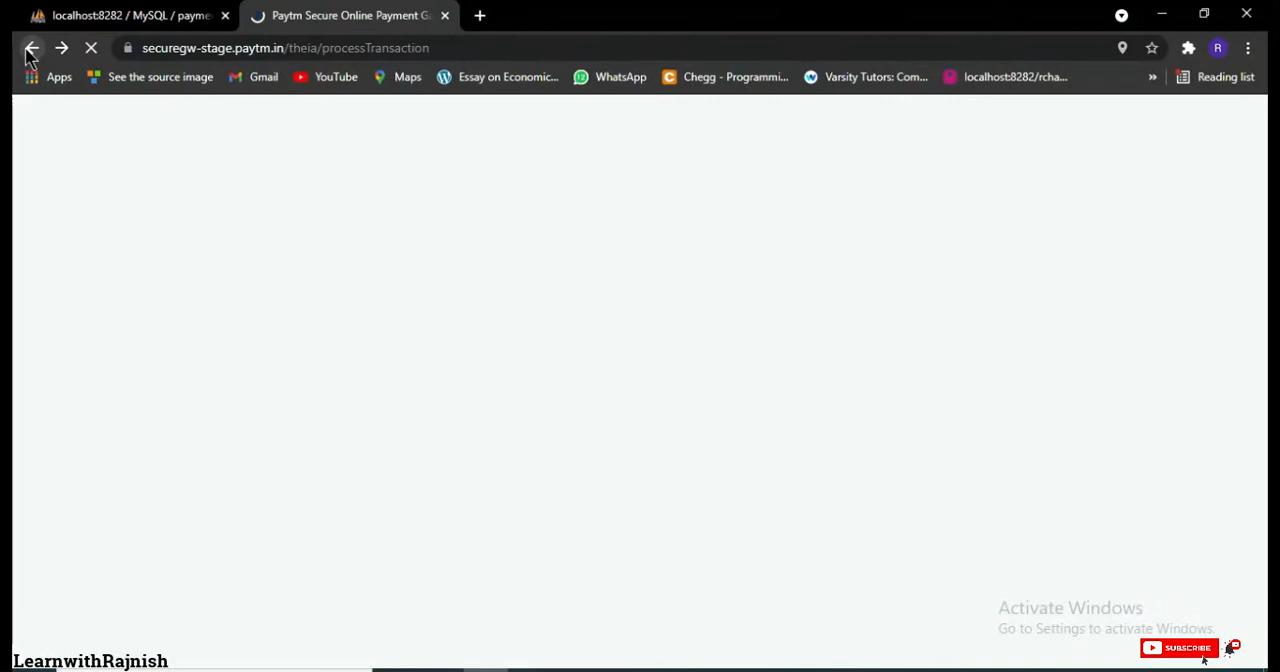 localhost:8282 / MySQL / payme
Paytm Secure Online Payment Ga
securegw-stage.paytm.in/theia/processTransaction
R
Apps
See the source image
Gmail
YouTube
Maps
Essay on Economic...
12
WhatsApp
C
Chegg - Programmi...
Varsity Tutors: Com...
localhost:8282/rcha...
»
Reading list
Activate Windows
Go to Settings to activate Windows.
SUBSCRIBE
LearnwithRajnish